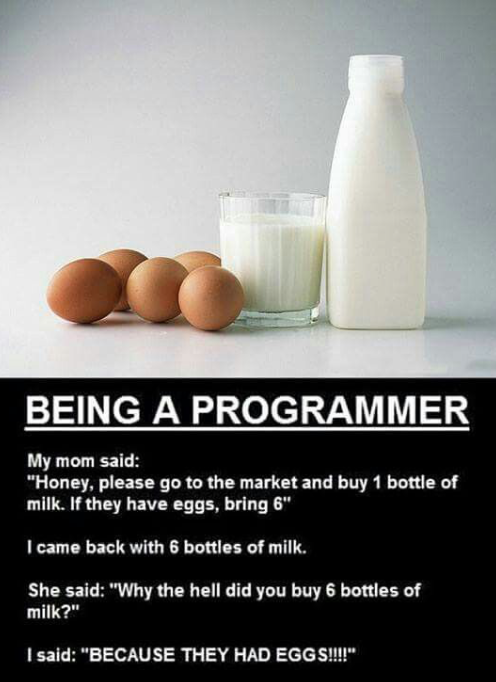 BEING A PROGRAMMER
My mom said:
"Honey, please go to the market and buy 1 bottle of
milk. If they have eggs, bring 6"
I came back with 6 bottles of milk.
She said: "Why the hell did you buy 6 bottles of
milk?"
I said: "BECAUSE THEY HAD EGGS!!!!"